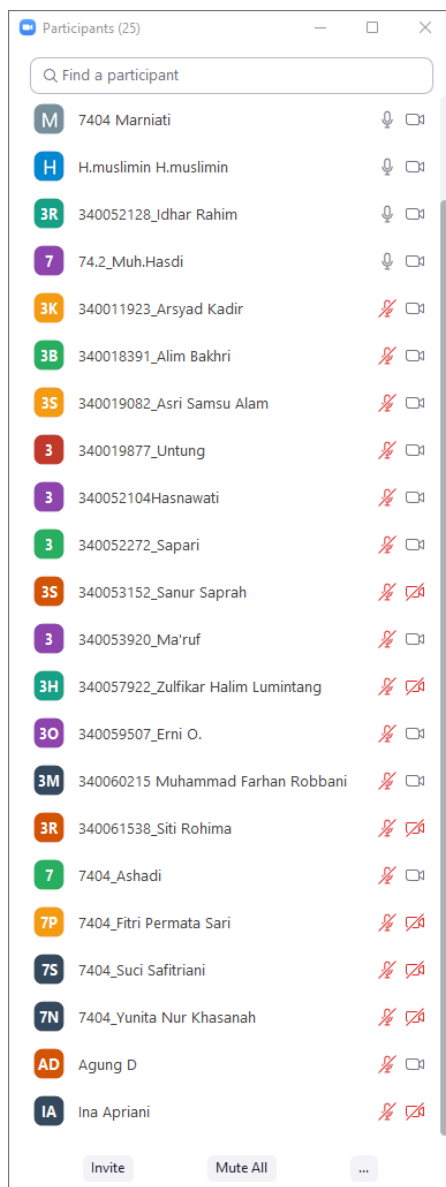 Participants (25)
Find a participant
M 7404 Marniati
H H.muslimin H.muslimin
3R 340052128_Idhar Rahim
7 74.2_Muh.Hasdi
3K 340011923_Arsyad Kadir
3B 340018391_Alim Bakhri
3S 340019082_Asri Samsu Alam
3 340019877_Untung
3 340052104Hasnawati
3 340052272_Sapari
3S 340053152_Sanur Saprah
3 340053920_Ma'ruf
3H 340057922_Zulfikar Halim Lumintang
3O 340059507_Erni O.
3M 340060215 Muhammad Farhan Robbani
3R 340061538_Siti Rohima
7 7404_Ashadi
7P 7404_Fitri Permata Sari
7S 7404_Suci Safitriani
7N 7404_Yunita Nur Khasanah
AD Agung D
IA Ina Apriani
Invite Mute All ...